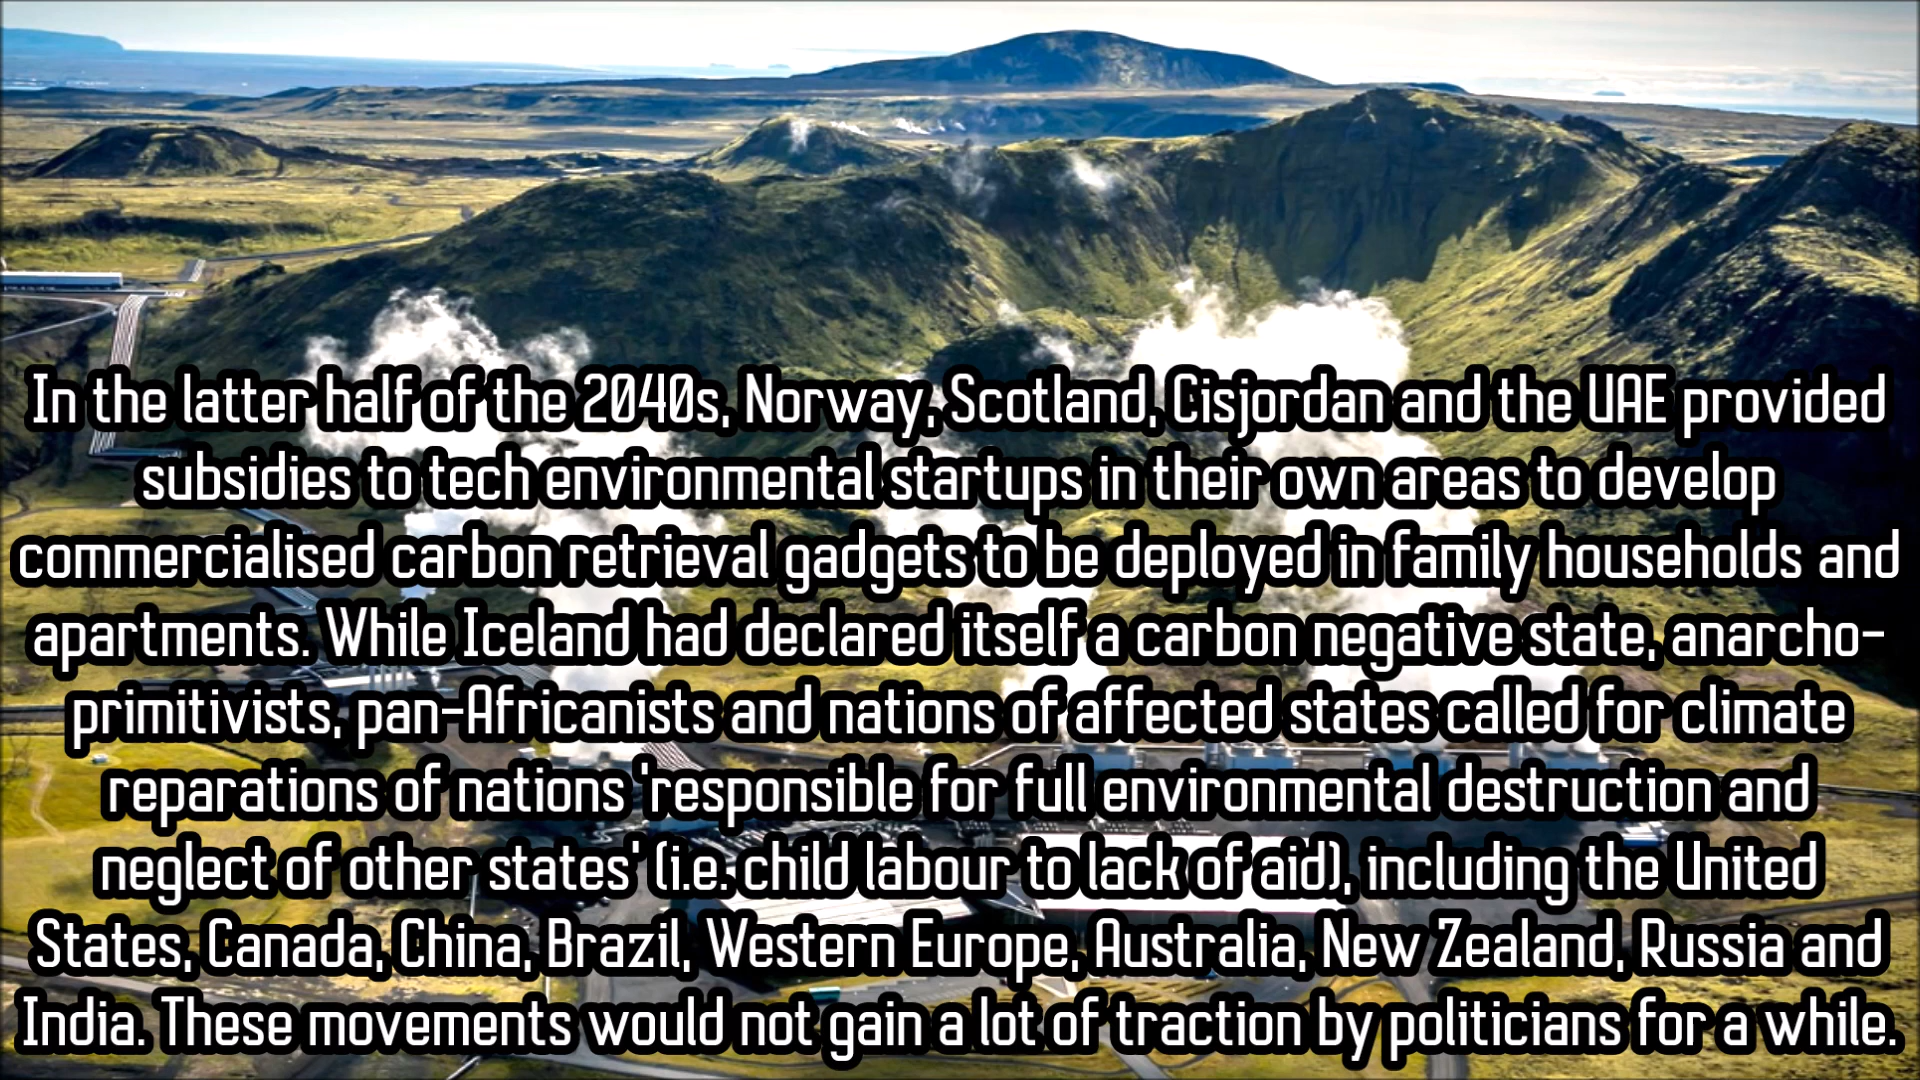 In the latter half of the 2040s, Norway, Scotland, Cisjordan and the UAE provided
subsidies to tech environmental startups in their own areas to develop
commercialised carbon retrieval gadgets to be deployed in family households and
apartments. While Iceland had declared itself a carbon negative state, anarcho-
primitivists, pan-Africanists and nations of affected states called for climate
reparations of nations 'responsible for full environmental destruction and
neglect of other states' (i.e. child labour to lack of aid), including the United
States, Canada, China, Brazil, Western Europe, Australia, New Zealand, Russia and
India. These movements would not gain a lot of traction by politicians for a while.